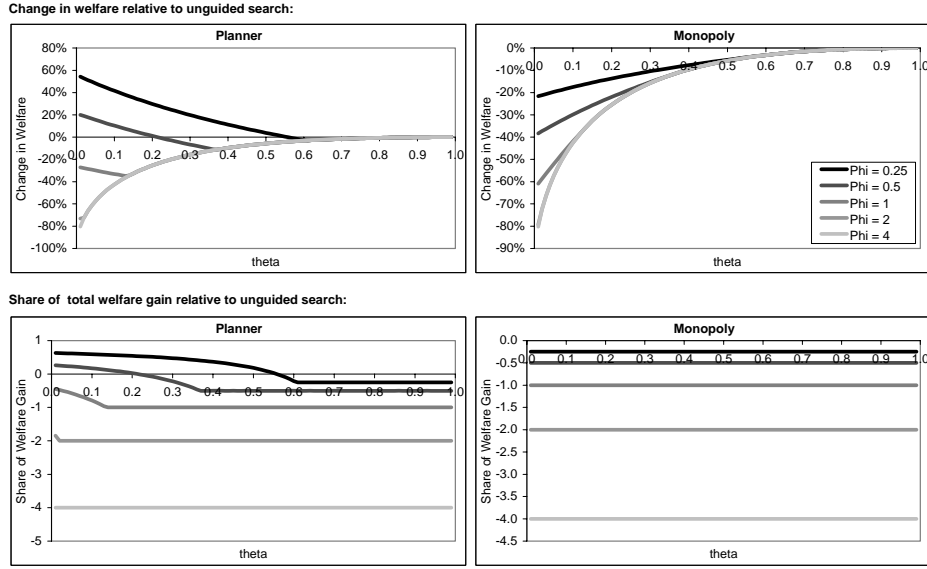 Change in welfare relative to unguided search:
Planner
80%
60%
40%
20%
0%
-20%
-40%
-60%
-80%
-100%
0.0 0.1 0.2 0.3 0.4 0.5 0.6 0.7 0.8 0.9 1.0
Change in Welfare
theta
Monopoly
0%
-10%
-20%
-30%
-40%
-50%
-60%
-70%
-80%
-90%
0.0 0.1 0.2 0.3 0.4 0.5 0.6 0.7 0.8 0.9 1.0
Change in Welfare
Phi = 0.25
Phi = 0.5
Phi = 1
Phi = 2
Phi = 4
theta
Share of total welfare gain relative to unguided search:
Planner
1
0
-1
-2
-3
-4
-5
0.0 0.1 0.2 0.3 0.4 0.5 0.6 0.7 0.8 0.9 1.0
Share of Welfare Gain
theta
Monopoly
0.0
-0.5
-1.0
-1.5
-2.0
-2.5
-3.0
-3.5
-4.0
-4.5
0.0 0.1 0.2 0.3 0.4 0.5 0.6 0.7 0.8 0.9 1.0
Share of Welfare Gain
theta